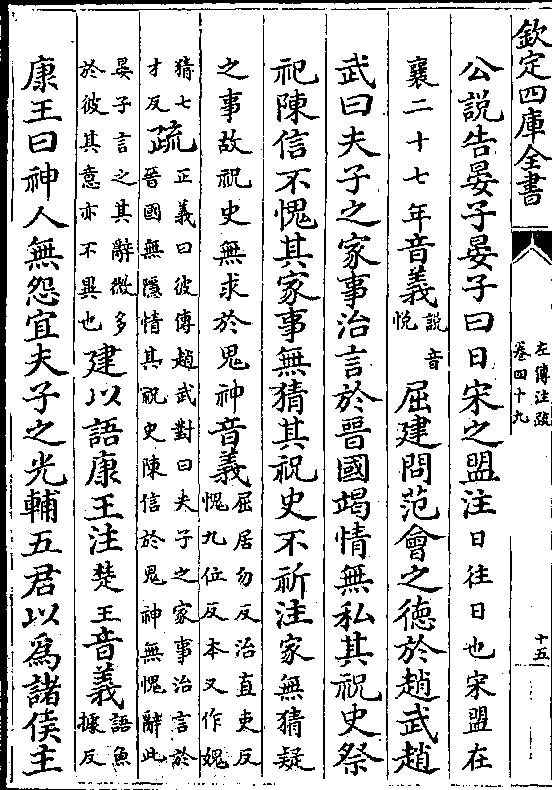 欽定四庫全書
左傳注疏
卷四十九
十五
公説告晏子晏子曰日宋之盟注日往日也宋盟在
襄二十七年音義説音
悦
屈建問范會之德於趙武趙
武曰夫子之家事治言於晉國竭情無私其祝史祭
祀陳信不愧其家事無猜其祝史不祈注家無猜疑
之事故祝史無求於鬼神音義屈居勿反治直吏反
愧九位反本又作媿
猜七
才反疏正義曰彼傳趙武對曰夫子之家事治言於
晉國無隱情其祝史陳信於鬼神無愧辭此
晏子言之其辭微多
於彼其意亦不異也建以語康王注楚王音義語魚
據反
康王曰神人無怨宜夫子之光輔五君以為諸侯主